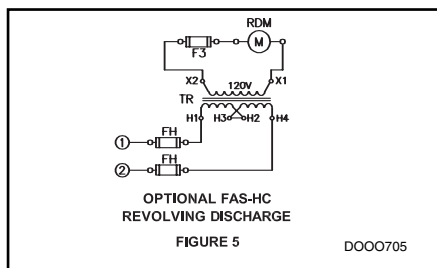 RDM
F3
M
X2
120V
X1
TR
H1
H3
H2
H4
FH
1
FH
2
OPTIONAL FAS-HC
REVOLVING DISCHARGE
FIGURE 5
DOOO705